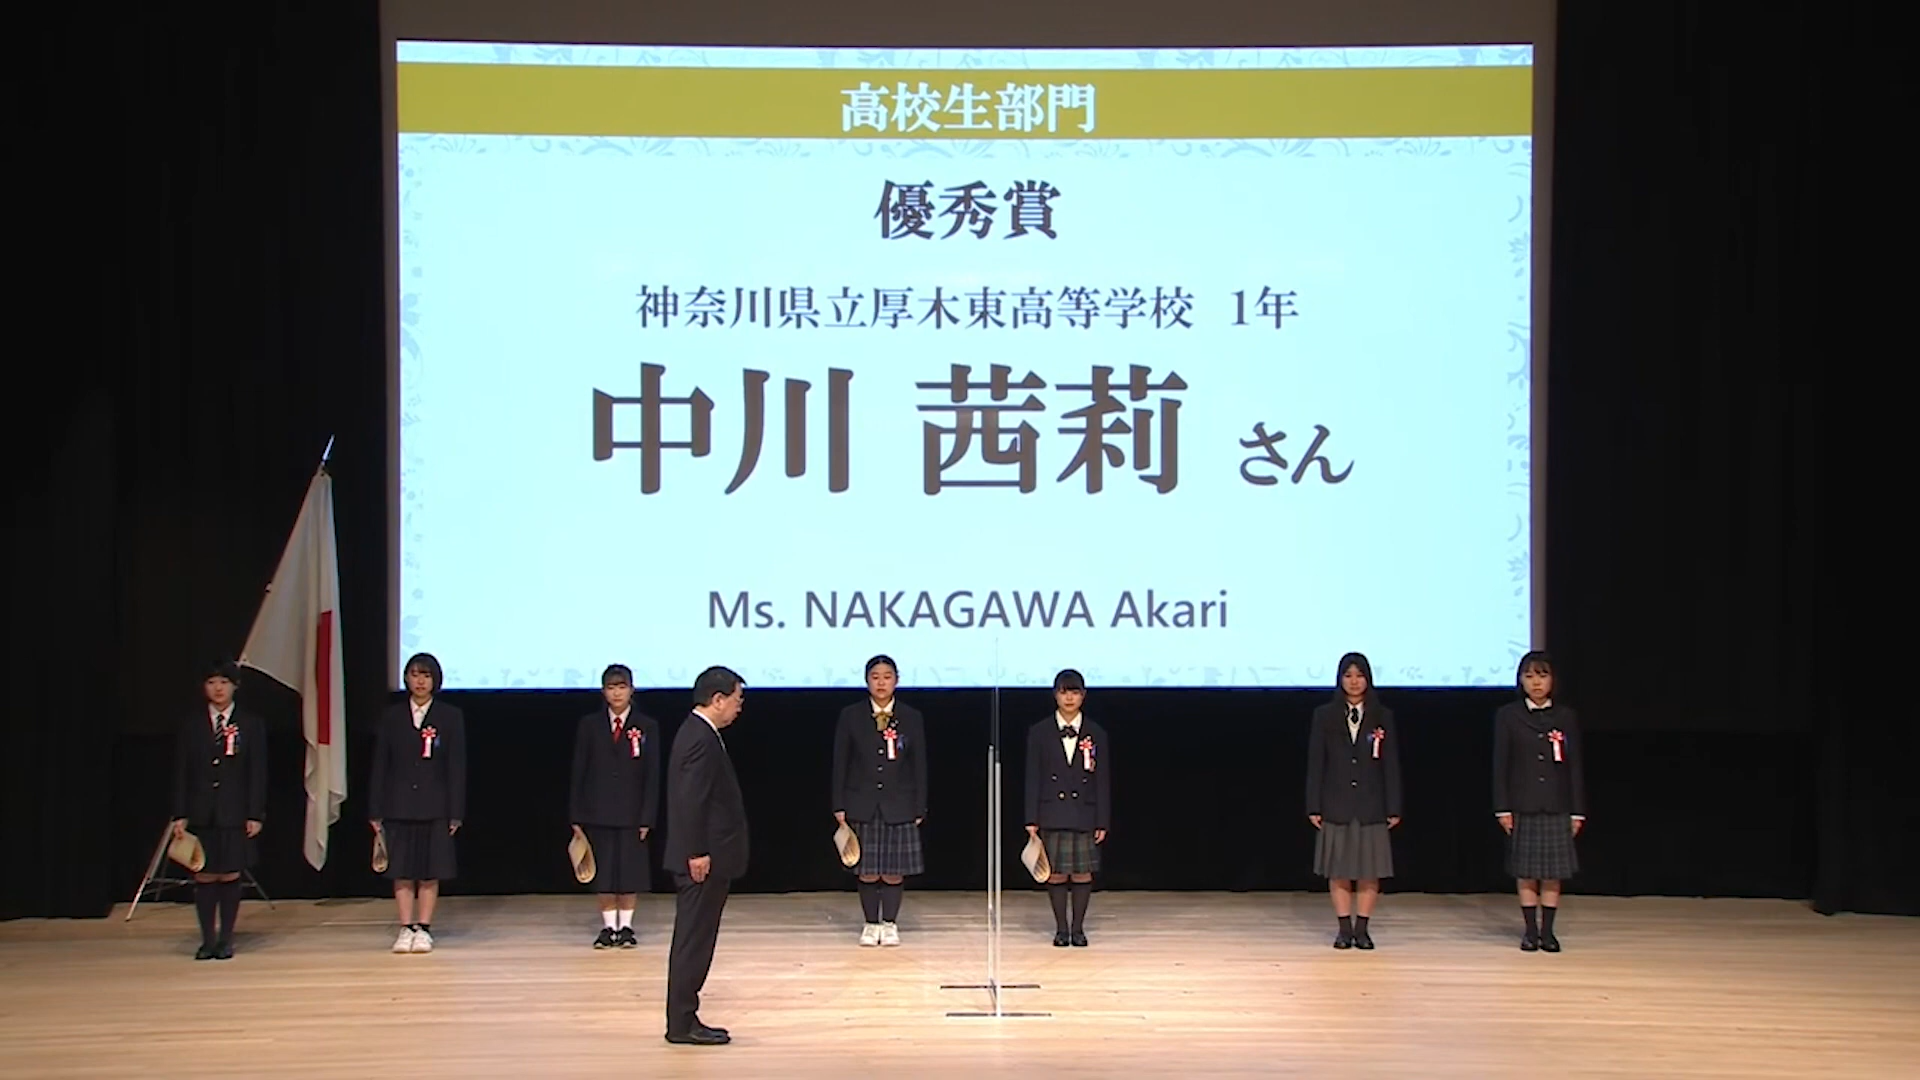 高校生部門
優秀賞
神奈川県立厚木東高等学校 1年
中川 茜莉 さん
Ms. NAKAGAWA Akari